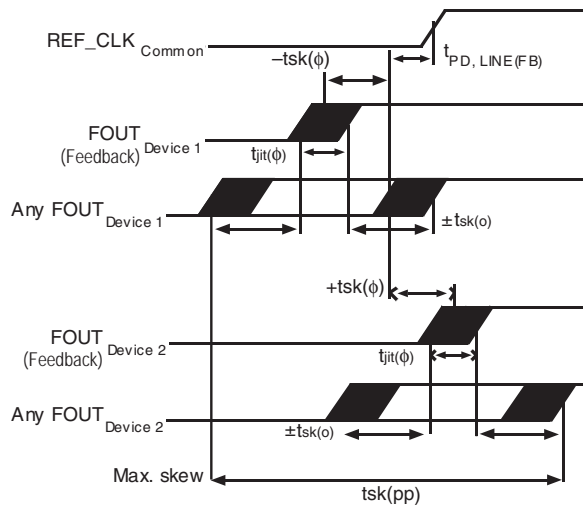 REF_CLK Common
tPD, LINE(FB)
–tsk(ϕ)
FOUT
(Feedback) Device 1
tjit(ϕ)
Any FOUT Device 1
±tsk(o)
+tsk(ϕ)
FOUT
(Feedback) Device 2
tjit(ϕ)
Any FOUT Device 2
±tsk(o)
Max. skew
tsk(pp)